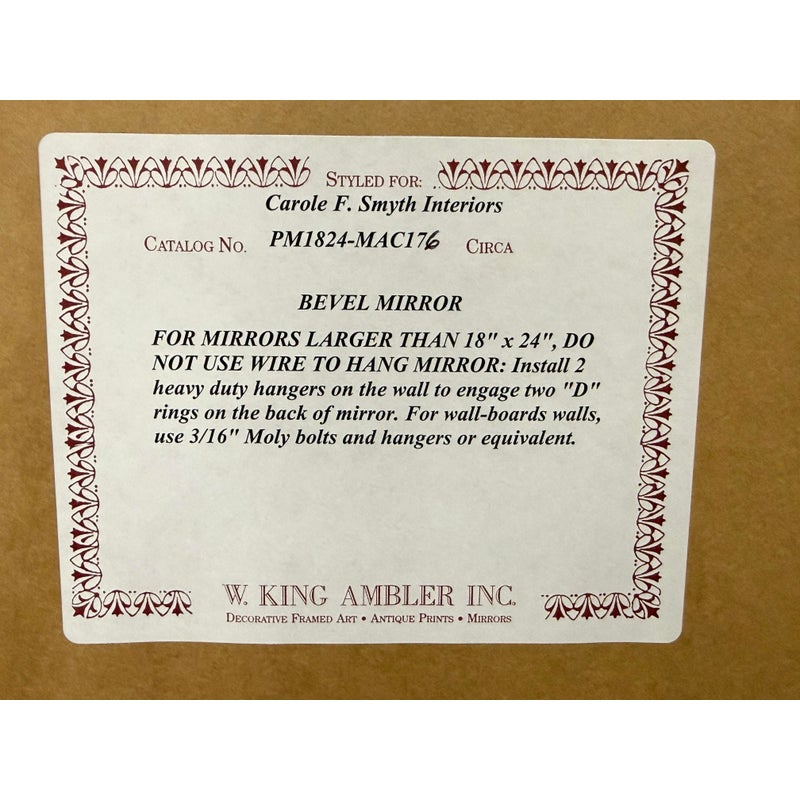 STYLED FOR:
Carole F. Smyth Interiors
CATALOG NO. PM1824-MAC176 CIRCA
BEVEL MIRROR
FOR MIRRORS LARGER THAN 18" x 24", DO
NOT USE WIRE TO HANG MIRROR: Install 2
heavy duty hangers on the wall to engage two "D"
rings on the back of mirror. For wall-boards walls,
use 3/16" Moly bolts and hangers or equivalent.
W. KING AMBLER INC.
DECORATIVE FRAMED ART • ANTIQUE PRINTS • MIRRORS